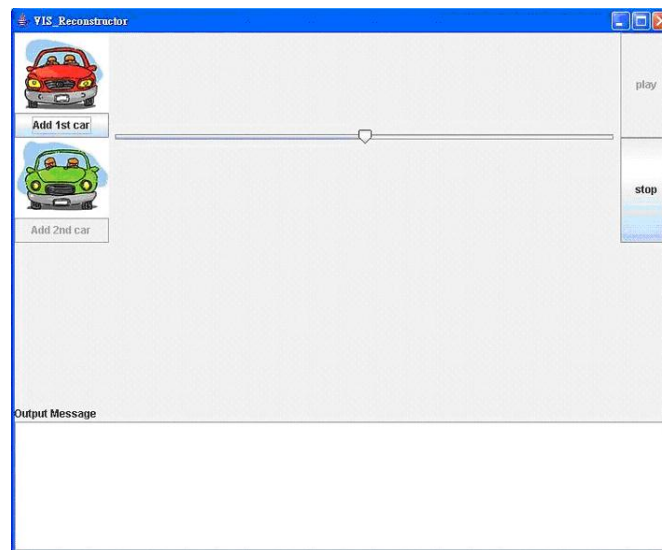 VIS_Reconstructor
Add 1st car
play
stop
Add 2nd car
Output Message